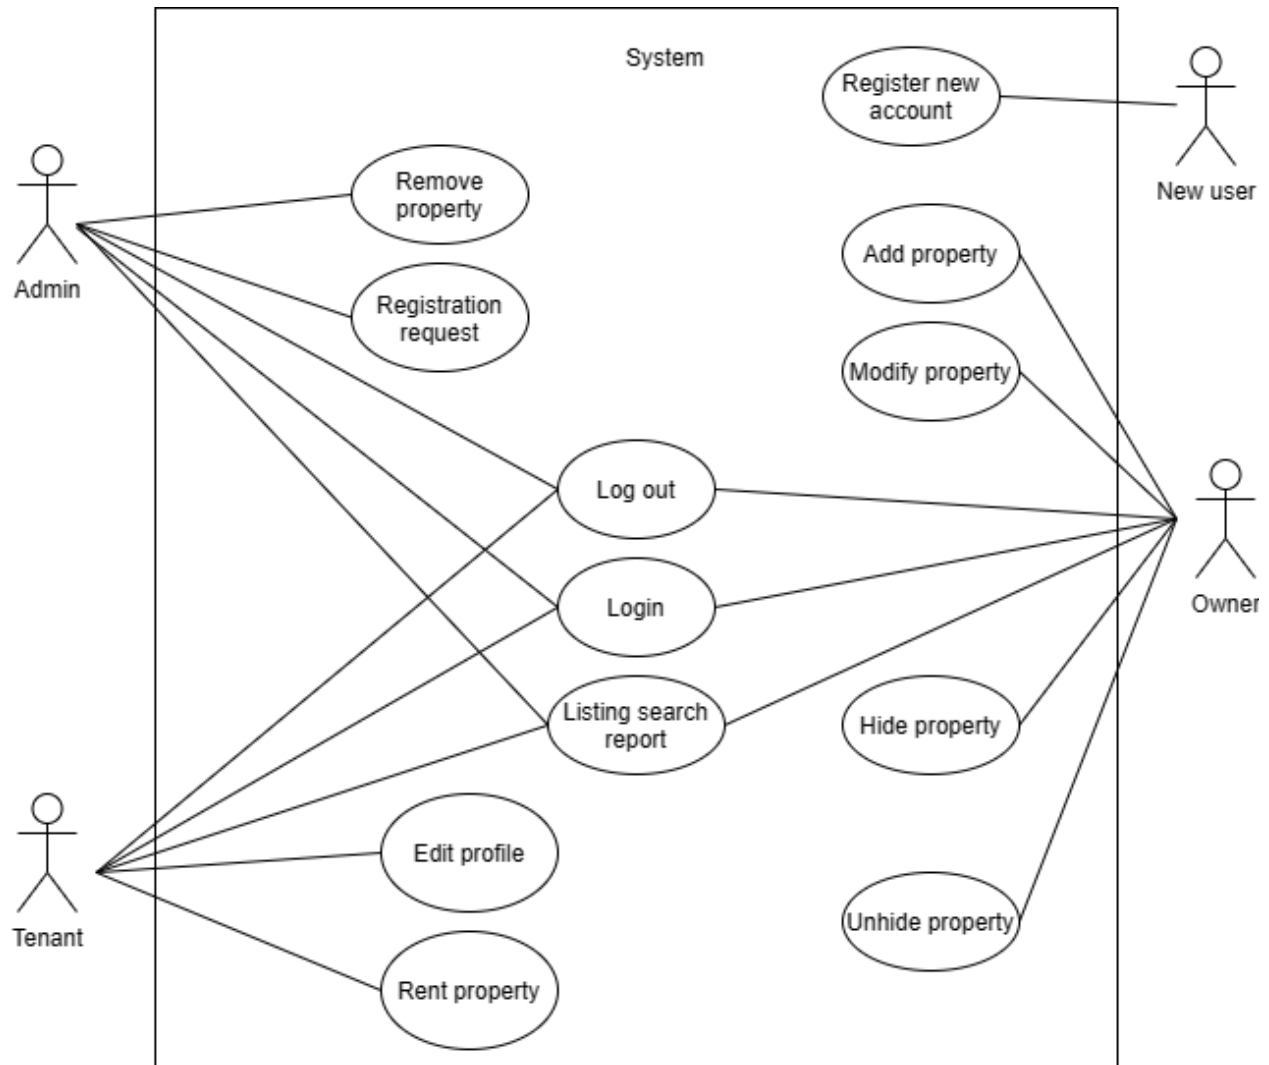 System
Register new
account
New user
Remove
property
Admin
Registration
request
Add property
Modify property
Log out
Login
Owner
Listing search
report
Hide property
Edit profile
Tenant
Unhide property
Rent property